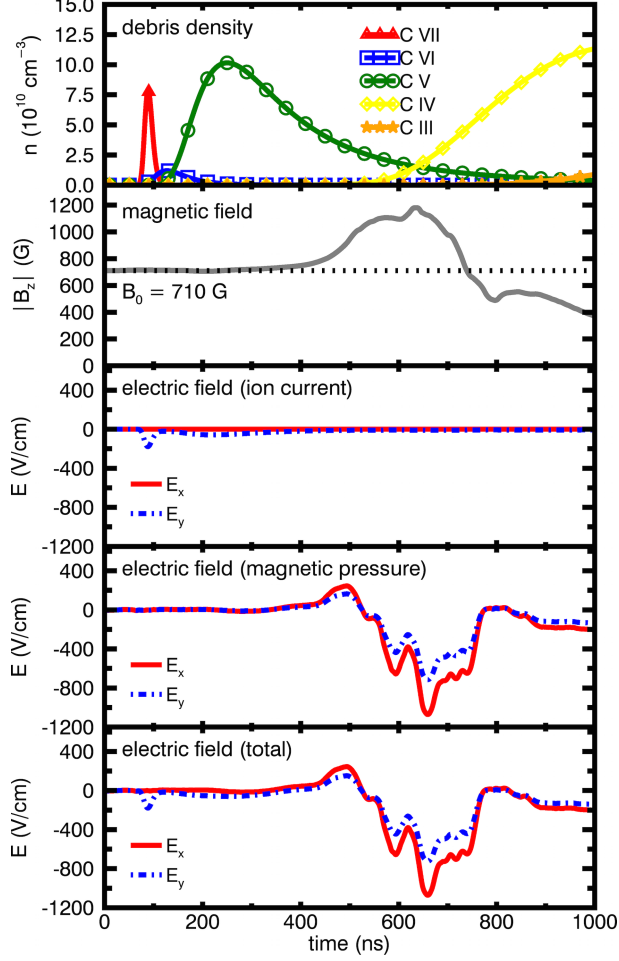 15.0
12.5
10.0
7.5
5.0
2.5
0.0
n (10¹⁰ cm⁻³)
debris density
C VII
C VI
C V
C IV
C III
1200
1000
800
600
400
200
0
|B_z| (G)
magnetic field
B₀ = 710 G
400
0
-400
-800
-1200
E (V/cm)
electric field (ion current)
E_x
E_y
400
0
-400
-800
-1200
E (V/cm)
electric field (magnetic pressure)
E_x
E_y
400
0
-400
-800
-1200
E (V/cm)
electric field (total)
E_x
E_y
0 200 400 600 800 1000
time (ns)